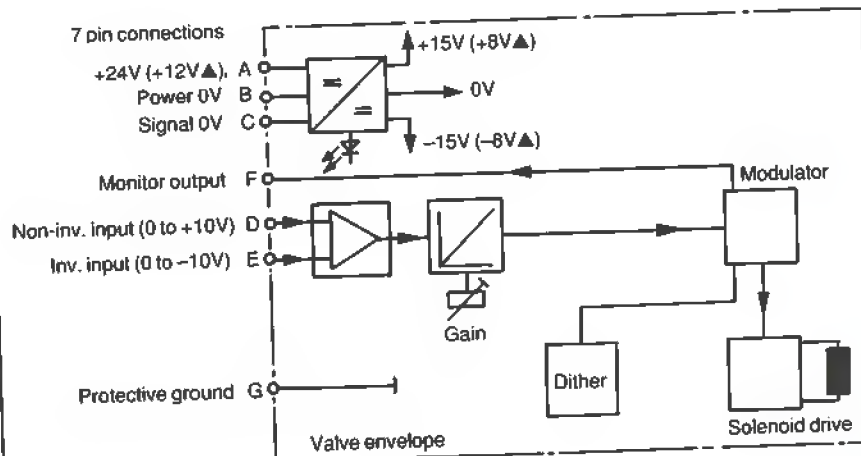 7 pin connections
+24V (+12V▲), A
Power 0V B
Signal 0V C
+15V (+8V▲)
0V
−15V (−8V▲)
Monitor output F
Modulator
Non-inv. input (0 to +10V) D
Inv. input (0 to −10V) E
Gain
Dither
Protective ground G
Solenoid drive
Valve envelope